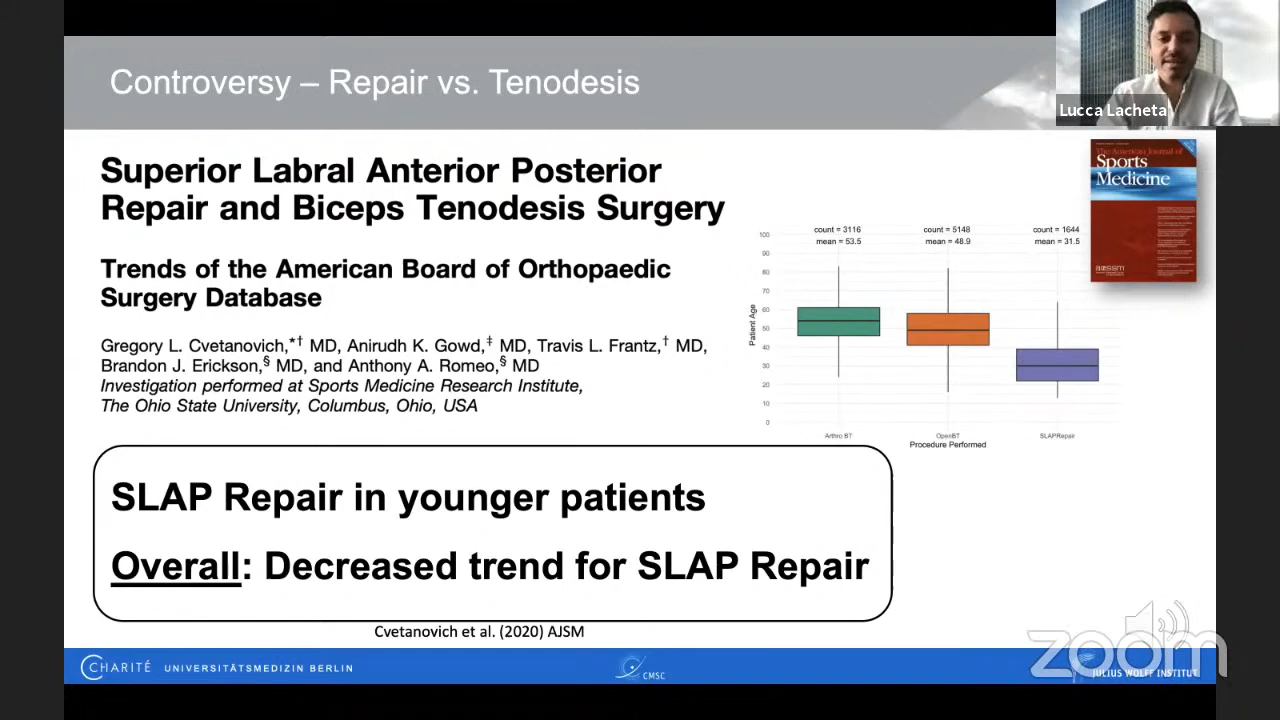 Controversy – Repair vs. Tenodesis
Lucca Lacheta
Superior Labral Anterior Posterior
Repair and Biceps Tenodesis Surgery
Trends of the American Board of Orthopaedic
Surgery Database
Gregory L. Cvetanovich,*† MD, Anirudh K. Gowd,‡ MD, Travis L. Frantz,† MD,
Brandon J. Erickson,§ MD, and Anthony A. Romeo,§ MD
Investigation performed at Sports Medicine Research Institute,
The Ohio State University, Columbus, Ohio, USA
The American Journal of
Sports
Medicine
count = 3116
mean = 53.5
count = 5148
mean = 48.9
count = 1644
mean = 31.5
Patient Age
100
90
80
70
60
50
40
30
20
10
0
Arthro BT
OpenBT
SLAPRepair
Procedure Performed
SLAP Repair in younger patients
Overall: Decreased trend for SLAP Repair
Cvetanovich et al. (2020) AJSM
CHARITÉ UNIVERSITÄTSMEDIZIN BERLIN
CMSC
JULIUS WOLFF INSTITUT
zoom